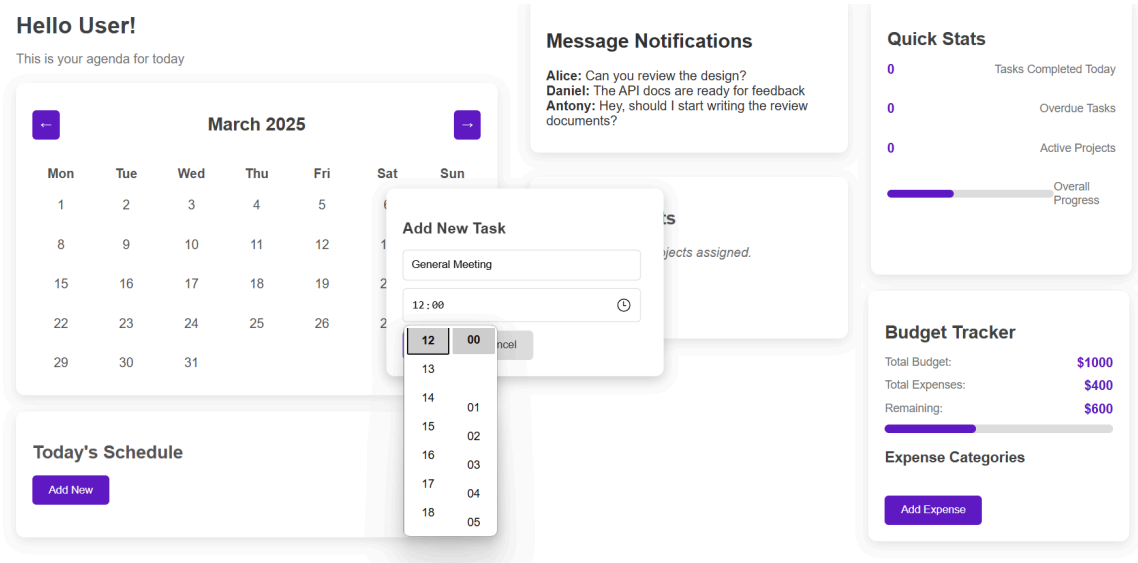 Hello User!
This is your agenda for today
←
March 2025
→
Mon Tue Wed Thu Fri Sat Sun
1 2 3 4 5
8 9 10 11 12
15 16 17 18 19
22 23 24 25 26
29 30 31
Today's Schedule
Add New
Add New Task
General Meeting
12:00
12 00
13
14
01
15
02
16
03
17
04
18
05
Message Notifications
Alice: Can you review the design?
Daniel: The API docs are ready for feedback
Antony: Hey, should I start writing the review
documents?
assigned.
Quick Stats
0 Tasks Completed Today
0 Overdue Tasks
0 Active Projects
Overall
Progress
Budget Tracker
Total Budget: $1000
Total Expenses: $400
Remaining: $600
Expense Categories
Add Expense